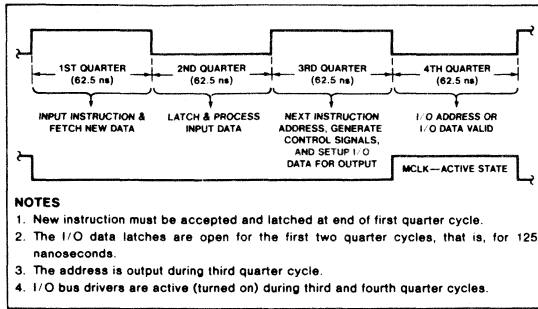 1ST QUARTER 2ND QUARTER 3RD QUARTER 4TH QUARTER
(62.5 ns) (62.5 ns) (62.5 ns) (62.5 ns)
INPUT INSTRUCTION &
FETCH NEW DATA
LATCH & PROCESS
INPUT DATA
NEXT INSTRUCTION
ADDRESS, GENERATE
CONTROL SIGNALS,
AND SETUP I/O
DATA FOR OUTPUT
I/O ADDRESS OR
I/O DATA VALID
MCLK—ACTIVE STATE
NOTES
1. New instruction must be accepted and latched at end of first quarter cycle.
2. The I/O data latches are open for the first two quarter cycles, that is, for 125
nanoseconds.
3. The address is output during third quarter cycle.
4. I/O bus drivers are active (turned on) during third and fourth quarter cycles.